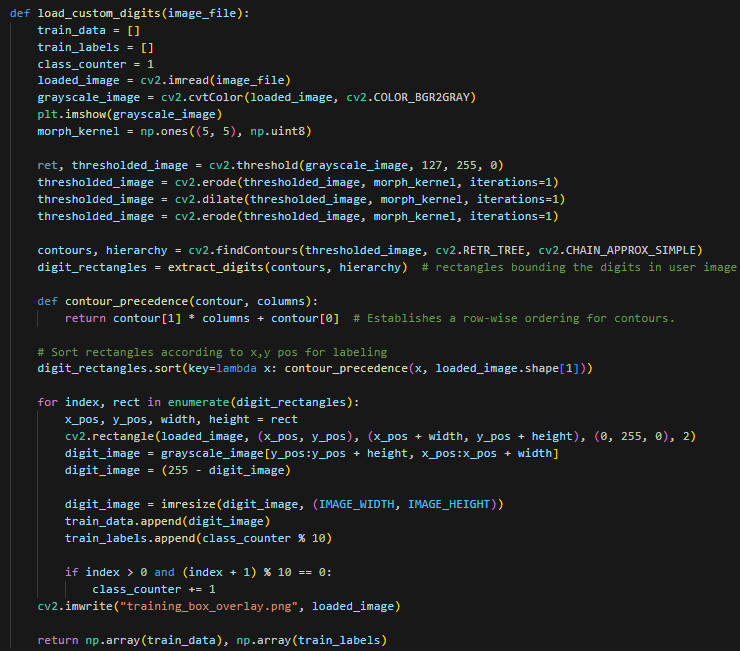 def load_custom_digits(image_file):
    train_data = []
    train_labels = []
    class_counter = 1
    loaded_image = cv2.imread(image_file)
    grayscale_image = cv2.cvtColor(loaded_image, cv2.COLOR_BGR2GRAY)
    plt.imshow(grayscale_image)
    morph_kernel = np.ones((5, 5), np.uint8)

    ret, thresholded_image = cv2.threshold(grayscale_image, 127, 255, 0)
    thresholded_image = cv2.erode(thresholded_image, morph_kernel, iterations=1)
    thresholded_image = cv2.dilate(thresholded_image, morph_kernel, iterations=1)
    thresholded_image = cv2.erode(thresholded_image, morph_kernel, iterations=1)

    contours, hierarchy = cv2.findContours(thresholded_image, cv2.RETR_TREE, cv2.CHAIN_APPROX_SIMPLE)
    digit_rectangles = extract_digits(contours, hierarchy)  # rectangles bounding the digits in user image

    def contour_precedence(contour, columns):
        return contour[1] * columns + contour[0]  # Establishes a row-wise ordering for contours.

    # Sort rectangles according to x,y pos for labeling
    digit_rectangles.sort(key=lambda x: contour_precedence(x, loaded_image.shape[1]))

    for index, rect in enumerate(digit_rectangles):
        x_pos, y_pos, width, height = rect
        cv2.rectangle(loaded_image, (x_pos, y_pos), (x_pos + width, y_pos + height), (0, 255, 0), 2)
        digit_image = grayscale_image[y_pos:y_pos + height, x_pos:x_pos + width]
        digit_image = (255 - digit_image)

        digit_image = imresize(digit_image, (IMAGE_WIDTH, IMAGE_HEIGHT))
        train_data.append(digit_image)
        train_labels.append(class_counter % 10)

        if index > 0 and (index + 1) % 10 == 0:
            class_counter += 1
    cv2.imwrite("training_box_overlay.png", loaded_image)

    return np.array(train_data), np.array(train_labels)